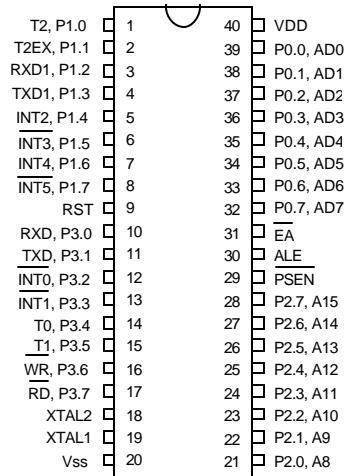 T2, P1.0 1 40 VDD
T2EX, P1.1 2 39 P0.0, AD0
RXD1, P1.2 3 38 P0.1, AD1
TXD1, P1.3 4 37 P0.2, AD2
INT2, P1.4 5 36 P0.3, AD3
INT3, P1.5 6 35 P0.4, AD4
INT4, P1.6 7 34 P0.5, AD5
INT5, P1.7 8 33 P0.6, AD6
RST 9 32 P0.7, AD7
RXD, P3.0 10 31 EA
TXD, P3.1 11 30 ALE
INT0, P3.2 12 29 PSEN
INT1, P3.3 13 28 P2.7, A15
T0, P3.4 14 27 P2.6, A14
T1, P3.5 15 26 P2.5, A13
WR, P3.6 16 25 P2.4, A12
RD, P3.7 17 24 P2.3, A11
XTAL2 18 23 P2.2, A10
XTAL1 19 22 P2.1, A9
Vss 20 21 P2.0, A8